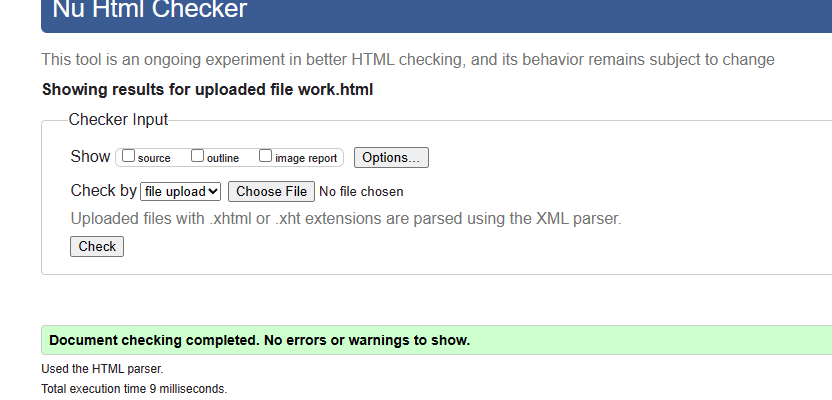 Nu Html Checker
This tool is an ongoing experiment in better HTML checking, and its behavior remains subject to change
Showing results for uploaded file work.html
Checker Input
Show source outline image report Options...
Check by file upload Choose File No file chosen
Uploaded files with .xhtml or .xht extensions are parsed using the XML parser.
Check
Document checking completed. No errors or warnings to show.
Used the HTML parser.
Total execution time 9 milliseconds.